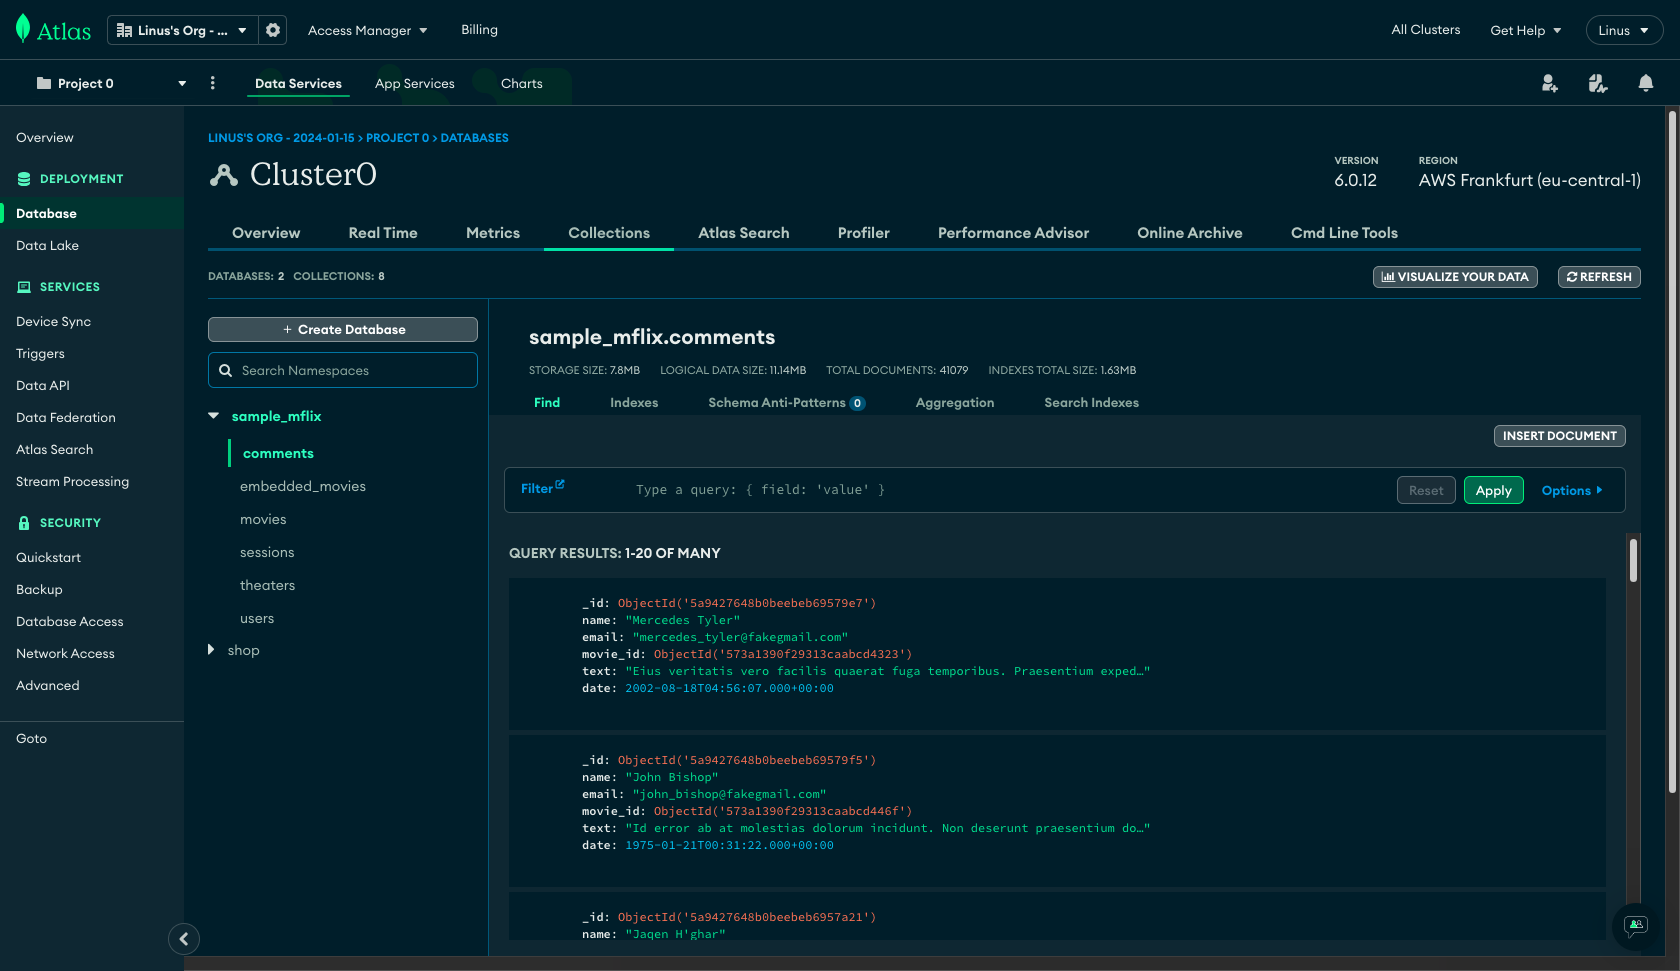 Atlas
Linus's Org - ...
Access Manager
Billing
All Clusters
Get Help
Linus
Project 0
Data Services
App Services
Charts
Overview
DEPLOYMENT
Database
Data Lake
SERVICES
Device Sync
Triggers
Data API
Data Federation
Atlas Search
Stream Processing
SECURITY
Quickstart
Backup
Database Access
Network Access
Advanced
Goto
LINUS'S ORG - 2024-01-15 > PROJECT 0 > DATABASES
Cluster0
VERSION
6.0.12
REGION
AWS Frankfurt (eu-central-1)
Overview
Real Time
Metrics
Collections
Atlas Search
Profiler
Performance Advisor
Online Archive
Cmd Line Tools
DATABASES: 2 COLLECTIONS: 8
VISUALIZE YOUR DATA
REFRESH
+ Create Database
Search Namespaces
sample_mflix
comments
embedded_movies
movies
sessions
theaters
users
shop
sample_mflix.comments
STORAGE SIZE: 7.8MB LOGICAL DATA SIZE: 11.14MB TOTAL DOCUMENTS: 41079 INDEXES TOTAL SIZE: 1.63MB
Find
Indexes
Schema Anti-Patterns 0
Aggregation
Search Indexes
INSERT DOCUMENT
Filter
Type a query: { field: 'value' }
Reset
Apply
Options
QUERY RESULTS: 1-20 OF MANY
_id: ObjectId('5a9427648b0beebeb69579e7')
name: "Mercedes Tyler"
email: "mercedes_tyler@fakegmail.com"
movie_id: ObjectId('573a1390f29313caabcd4323')
text: "Eius veritatis vero facilis quaerat fuga temporibus. Praesentium exped…"
date: 2002-08-18T04:56:07.000+00:00
_id: ObjectId('5a9427648b0beebeb69579f5')
name: "John Bishop"
email: "john_bishop@fakegmail.com"
movie_id: ObjectId('573a1390f29313caabcd446f')
text: "Id error ab at molestias dolorum incidunt. Non deserunt praesentium do…"
date: 1975-01-21T00:31:22.000+00:00
_id: ObjectId('5a9427648b0beebeb6957a21')
name: "Jaqen H'ghar"